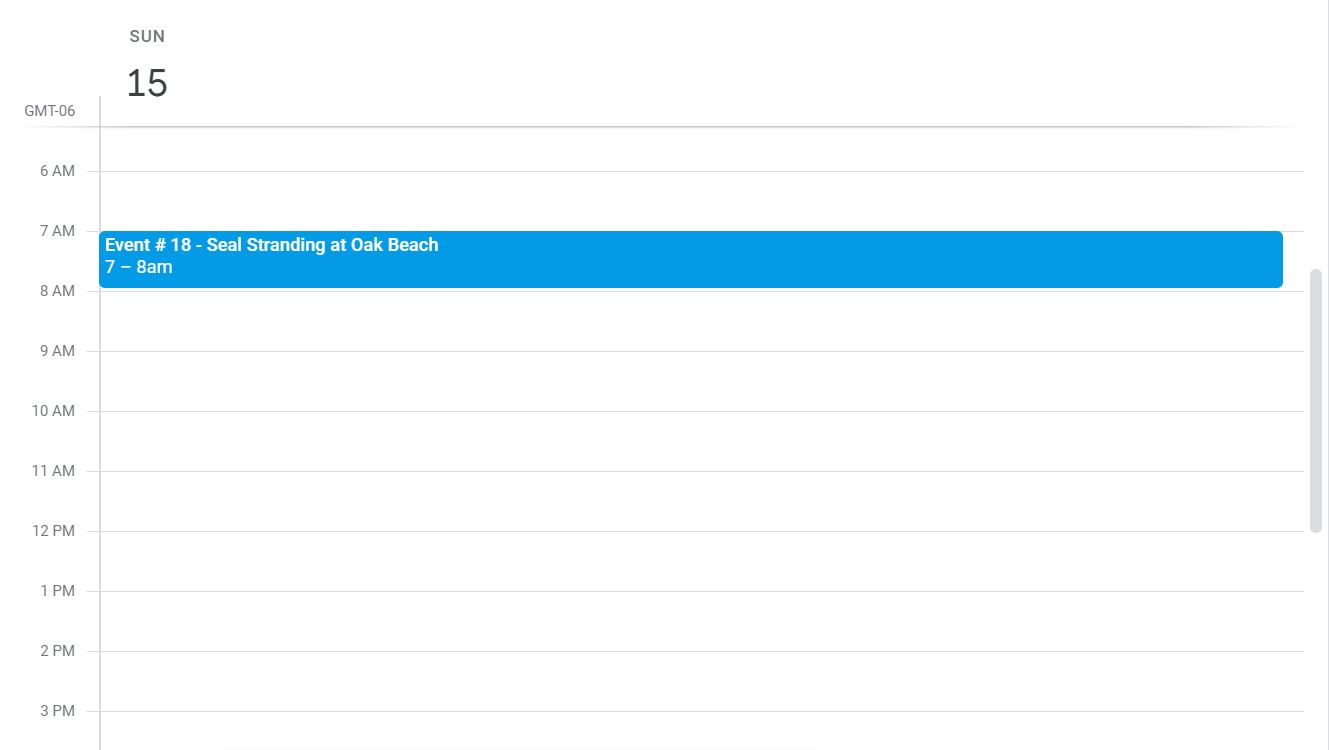 SUN
15
GMT-06
6 AM
7 AM
Event # 18 - Seal Stranding at Oak Beach
7 – 8am
8 AM
9 AM
10 AM
11 AM
12 PM
1 PM
2 PM
3 PM